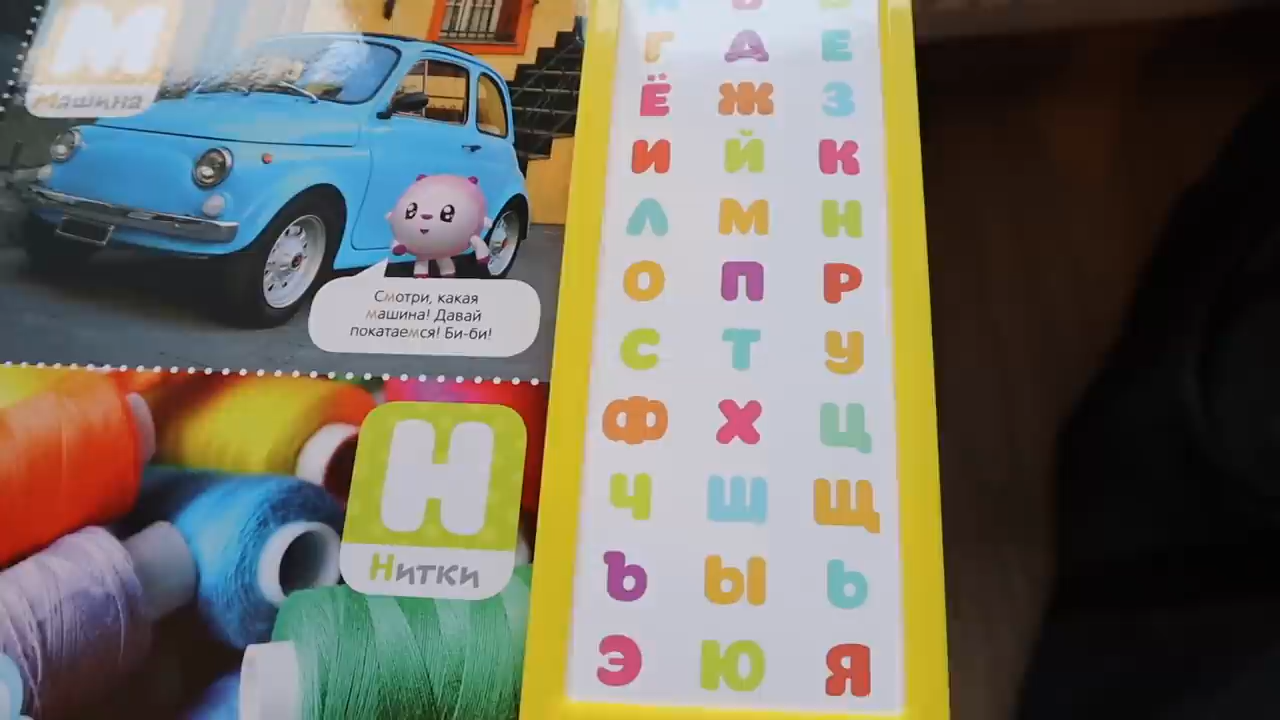 М
Машина
Смотри, какая
машина! Давай
покатаемся! Би-би!
Н
Нитки
Г Д Е
Ё Ж З
И Й К
Л М Н
О П Р
С Т У
Ф Х Ц
Ч Ш Щ
Ъ Ы Ь
Э Ю Я